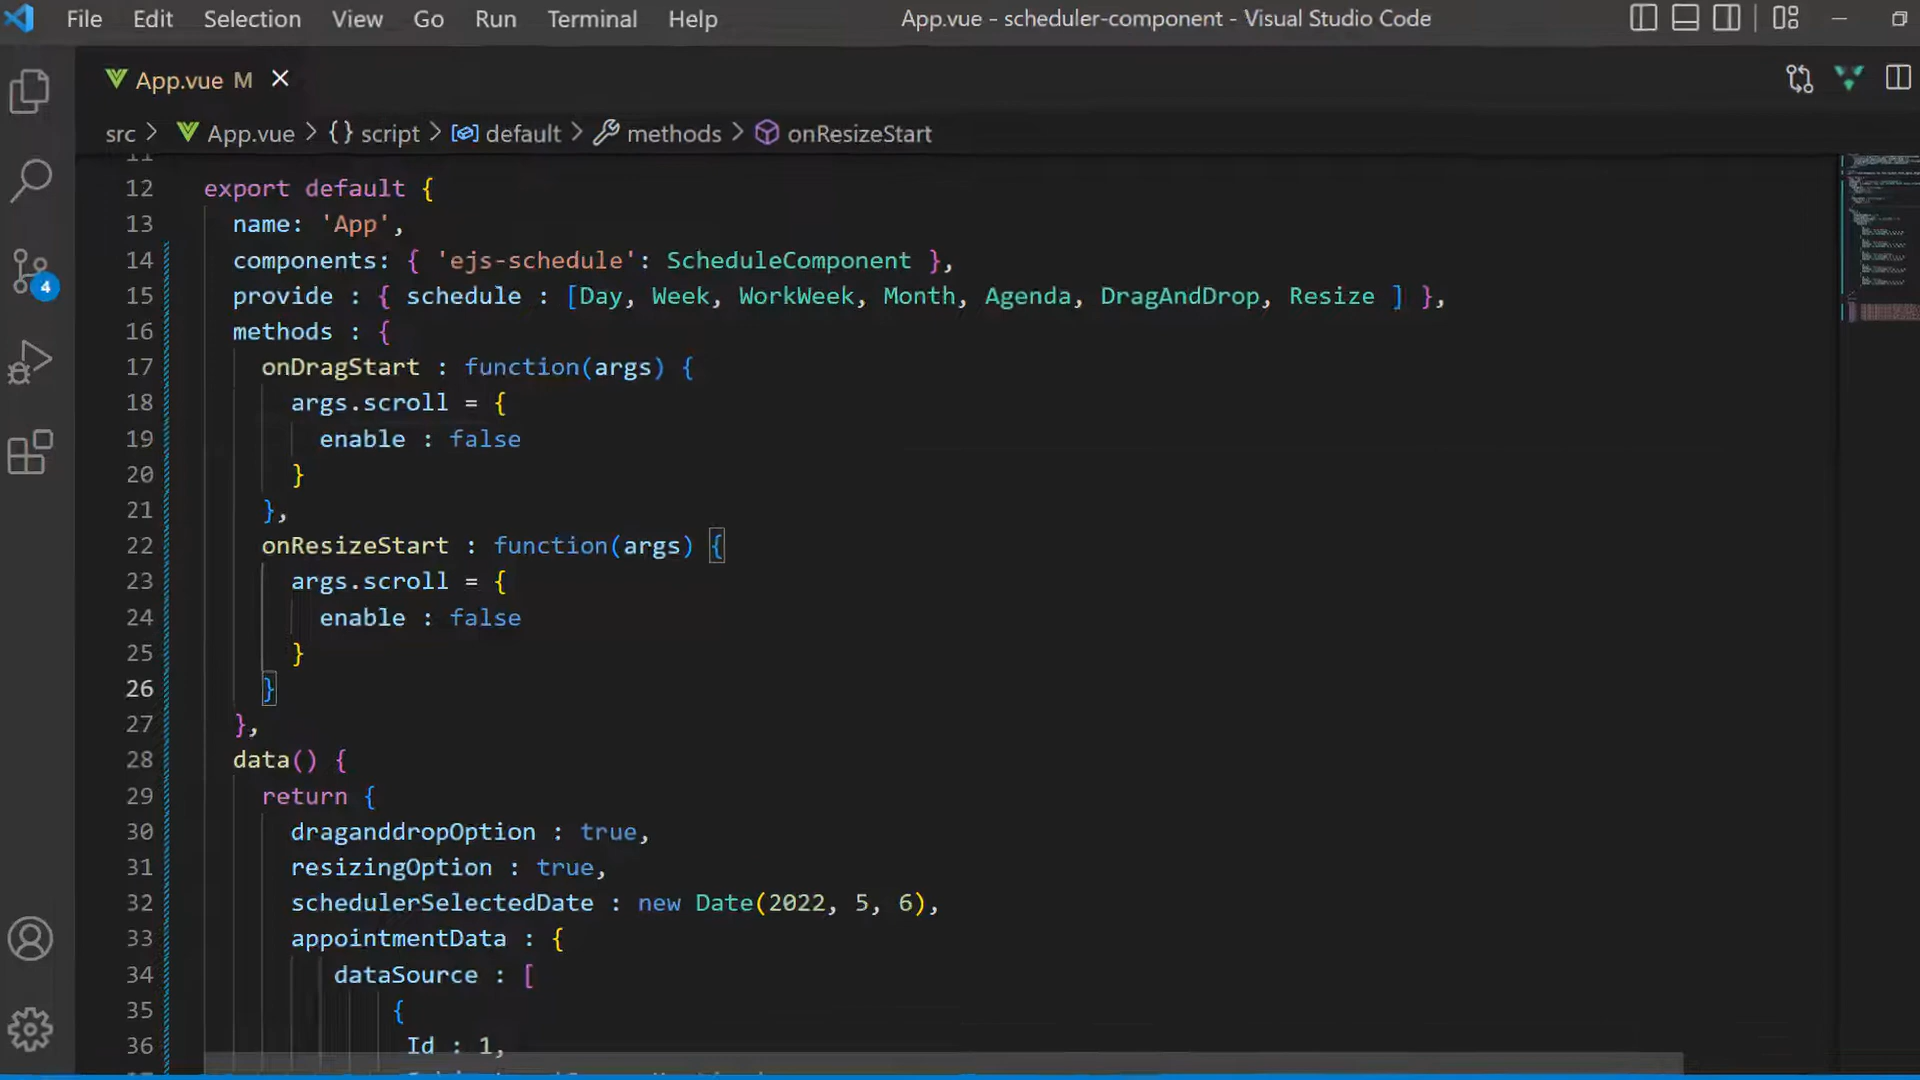 File Edit Selection View Go Run Terminal Help App.vue - scheduler-component - Visual Studio Code
App.vue M
src > App.vue > {} script > default > methods > onResizeStart
11
12 export default {
13 name: 'App',
14 components: { 'ejs-schedule': ScheduleComponent },
15 provide : { schedule : [Day, Week, WorkWeek, Month, Agenda, DragAndDrop, Resize ] },
16 methods : {
17 onDragStart : function(args) {
18 args.scroll = {
19 enable : false
20 }
21 },
22 onResizeStart : function(args) {
23 args.scroll = {
24 enable : false
25 }
26 }
27 },
28 data() {
29 return {
30 draganddropOption : true,
31 resizingOption : true,
32 schedulerSelectedDate : new Date(2022, 5, 6),
33 appointmentData : {
34 dataSource : [
35 {
36 Id : 1,
4